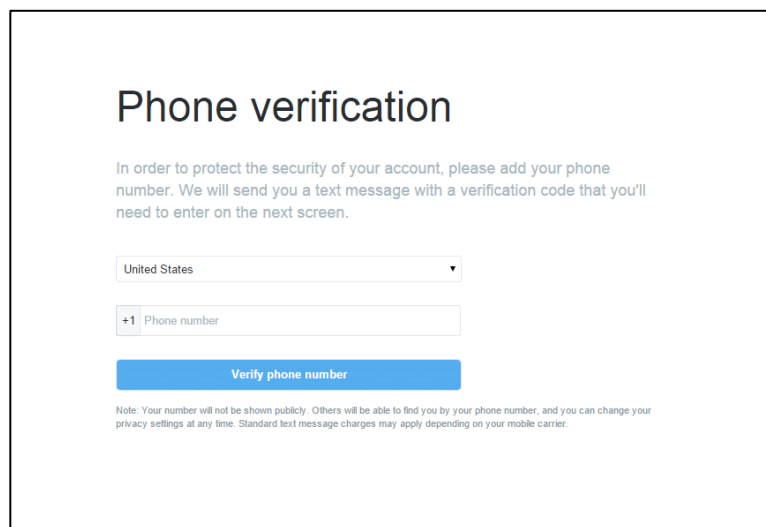 Phone verification
In order to protect the security of your account, please add your phone
number. We will send you a text message with a verification code that you'll
need to enter on the next screen.
United States
+1 Phone number
Verify phone number
Note: Your number will not be shown publicly. Others will be able to find you by your phone number, and you can change your
privacy settings at any time. Standard text message charges may apply depending on your mobile carrier.